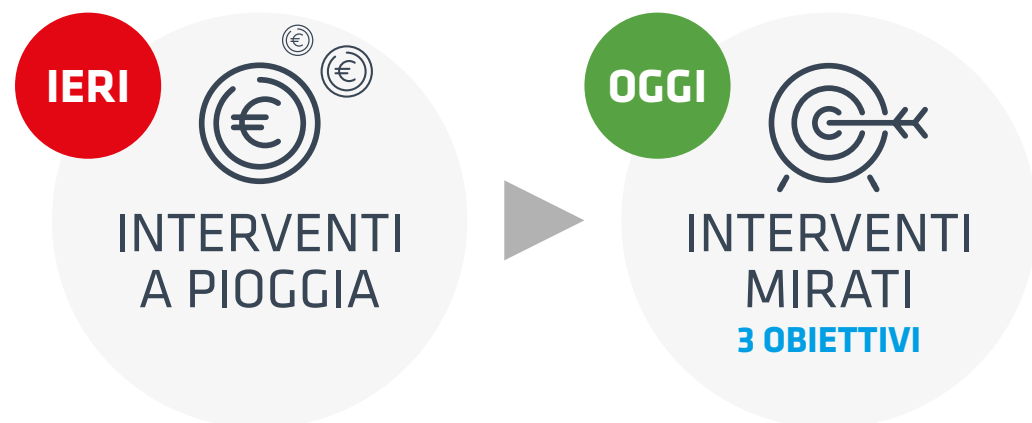 IERI
INTERVENTI
A PIOGGIA
OGGI
INTERVENTI
MIRATI
3 OBIETTIVI